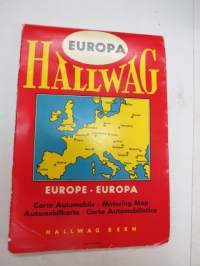 EUROPA
HALLWAG
EUROPE - EUROPA
Carte Automobile · Motoring Map
Automobilkarte · Carta Automobilistica
HALLWAG BERN